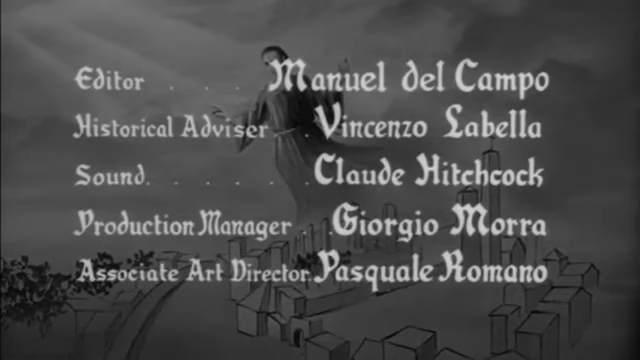 Editor . . . . Manuel del Campo
Historical Adviser . Vincenzo Labella
Sound. . . . . . Claude Hitchcock
Production Manager . . Giorgio Morra
Associate Art Director. Pasquale Romano